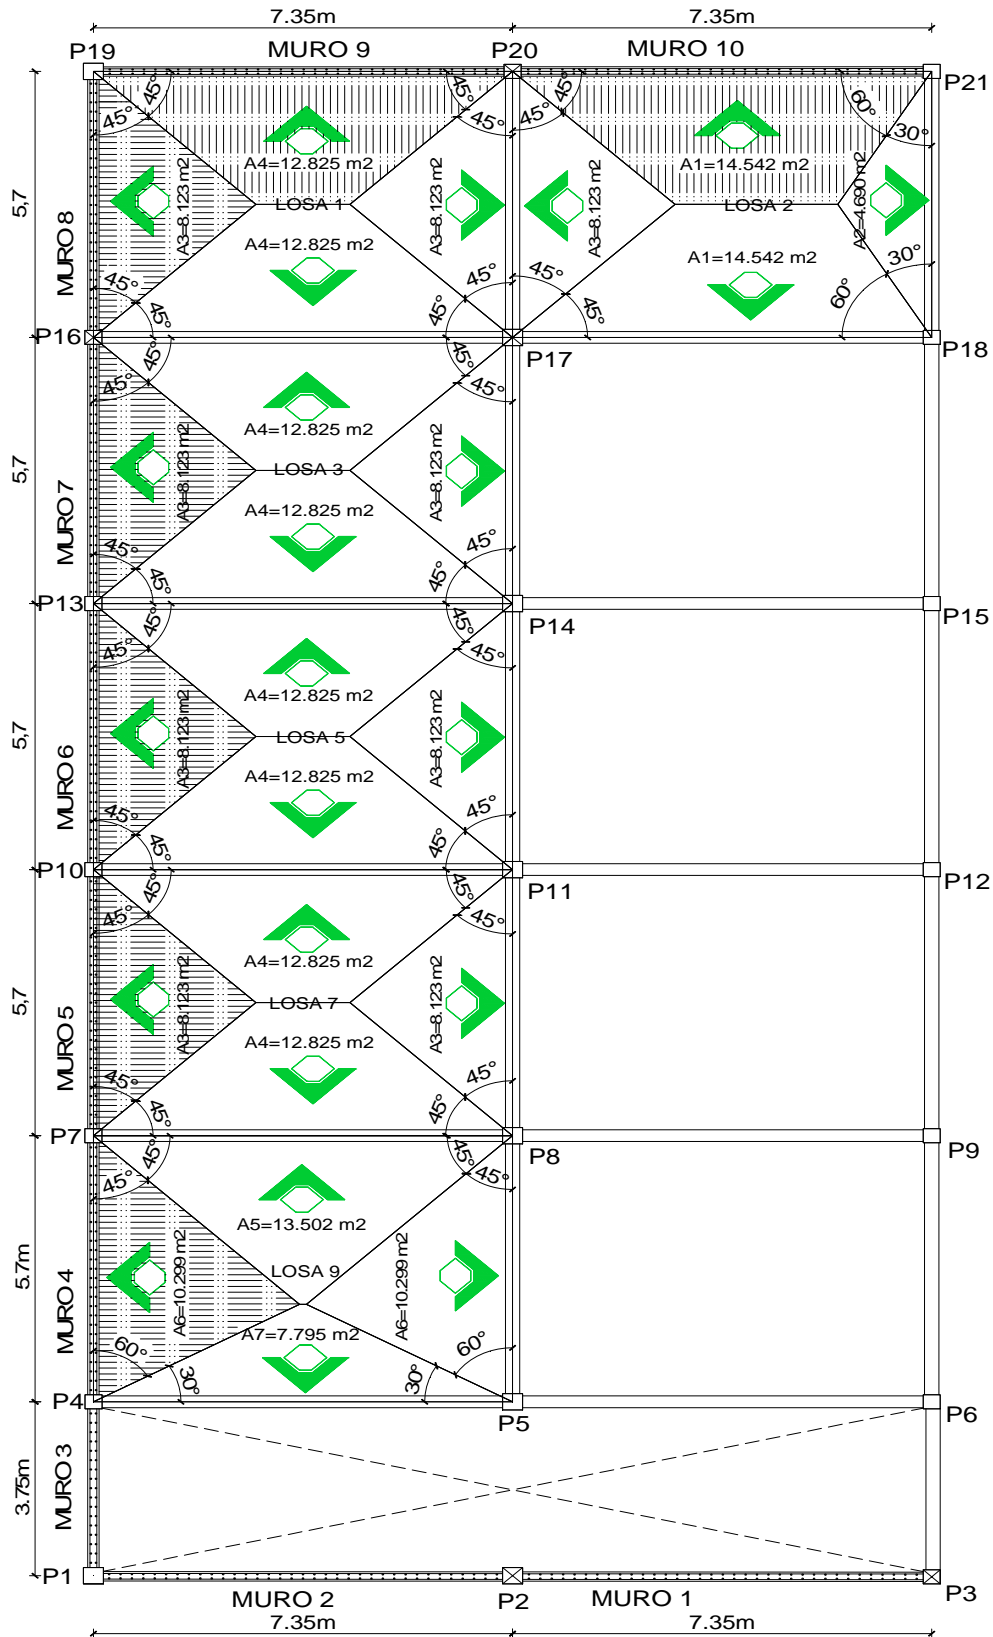 7.35m
7.35m
P19
MURO 9
P20
MURO 10
P21
45°
45°
45°
60°
45°
45°
45°
30°
A4=12.825 m2
A1=14.542 m2
A3=8.123 m2
A3=8.123 m2
A3=8.123 m2
A2=4.690 m2
5,7
MURO 8
LOSA 1
LOSA 2
A4=12.825 m2
A1=14.542 m2
45°
45°
45°
30°
45°
45°
45°
60°
P16
P17
P18
45°
45°
45°
45°
A4=12.825 m2
5,7
MURO 7
A3=8.123 m2
LOSA 3
A3=8.123 m2
A4=12.825 m2
45°
45°
45°
45°
P13
P14
P15
45°
45°
45°
45°
A4=12.825 m2
5,7
MURO 6
A3=8.123 m2
LOSA 5
A3=8.123 m2
A4=12.825 m2
45°
45°
45°
45°
P10
P11
P12
45°
45°
45°
45°
A4=12.825 m2
5,7
MURO 5
A3=8.123 m2
LOSA 7
A3=8.123 m2
A4=12.825 m2
45°
45°
45°
45°
P7
P8
P9
45°
45°
45°
45°
A5=13.502 m2
5.7m
MURO 4
A6=10.299 m2
LOSA 9
A6=10.299 m2
A7=7.795 m2
60°
60°
30°
30°
P4
P5
P6
3.75m
MURO 3
P1
MURO 2
P2
MURO 1
P3
7.35m
7.35m